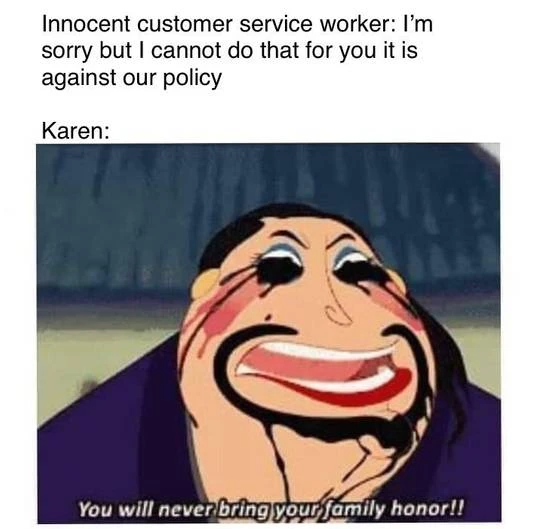 Innocent customer service worker: I’m
sorry but I cannot do that for you it is
against our policy
Karen:
You will never bring your family honor!!